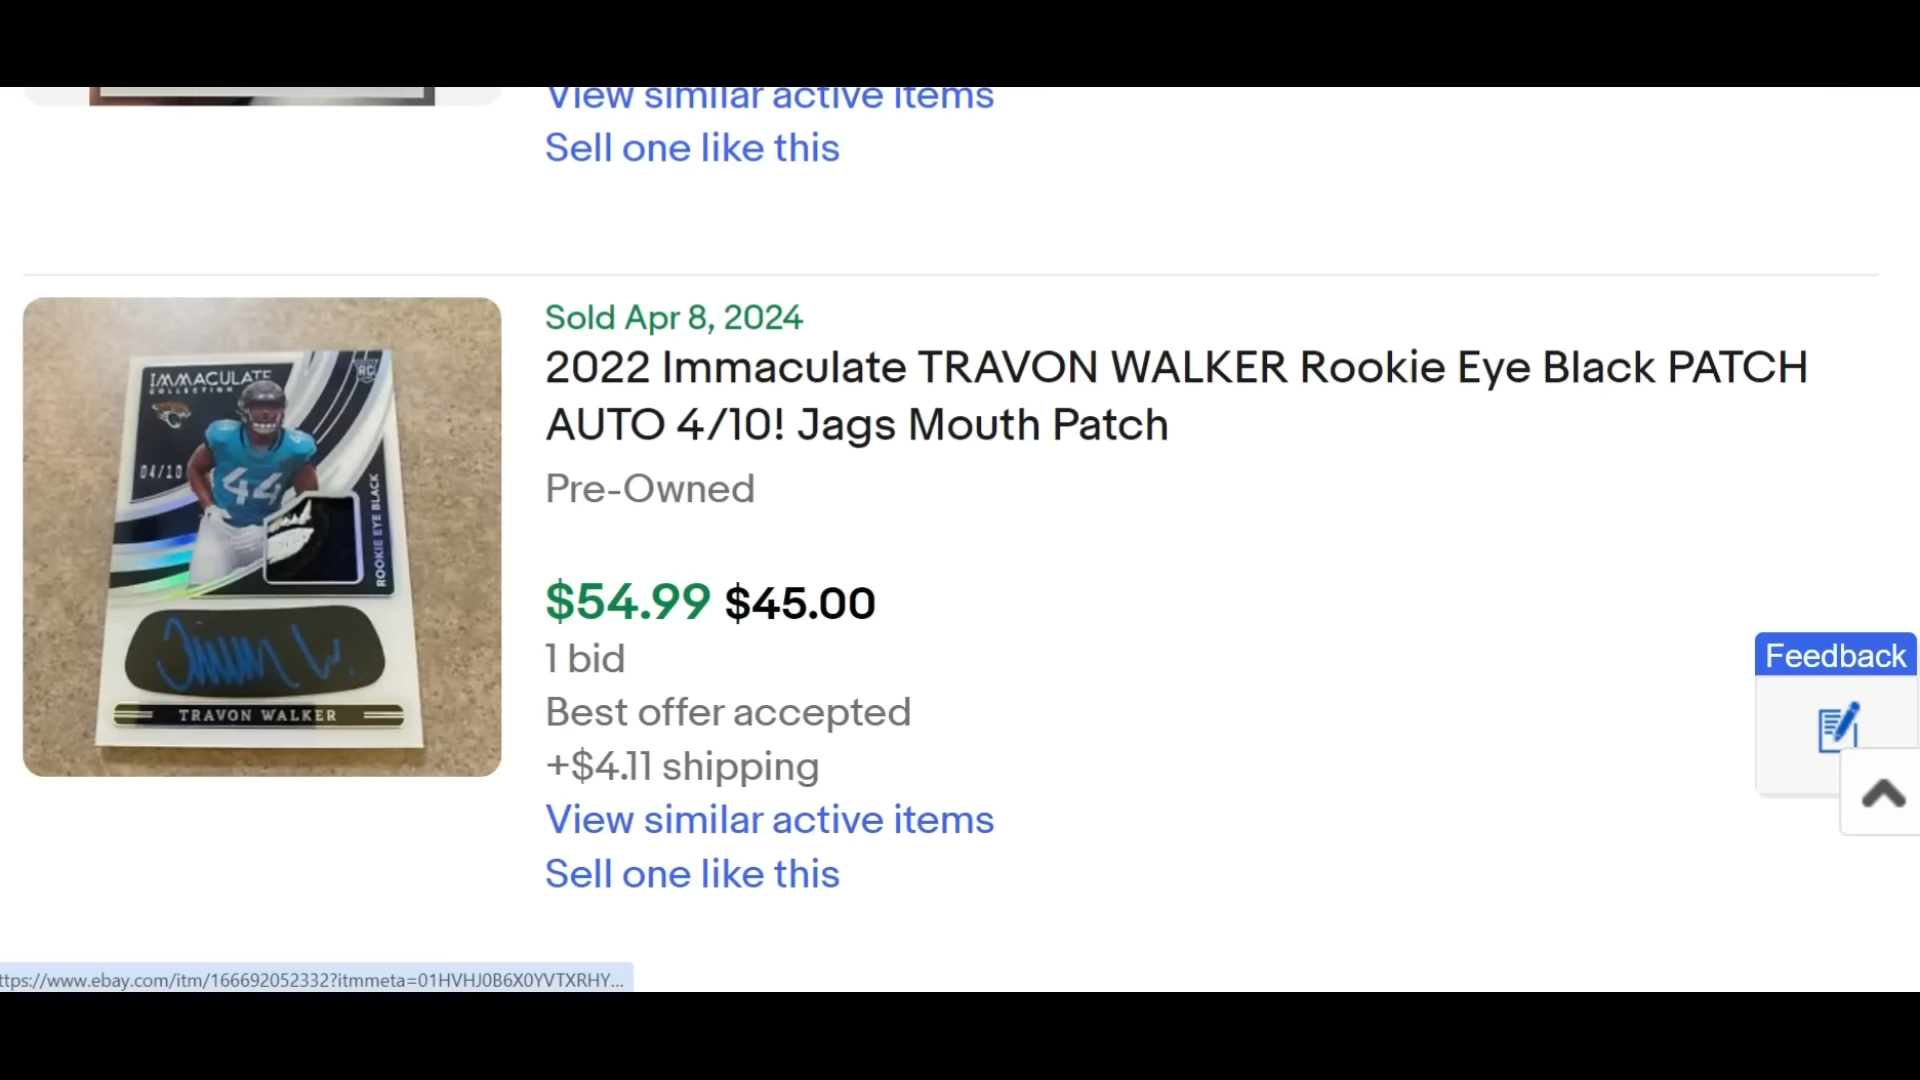 View similar active items
Sell one like this
Sold Apr 8, 2024
2022 Immaculate TRAVON WALKER Rookie Eye Black PATCH
AUTO 4/10! Jags Mouth Patch
Pre-Owned
$54.99 $45.00
1 bid
Best offer accepted
+$4.11 shipping
View similar active items
Sell one like this
IMMACULATE
COLLECTION
RC
04/10
44
ROOKIE EYE BLACK
TRAVON WALKER
Feedback
ttps://www.ebay.com/itm/166692052332?itmmeta=01HVHJ0B6X0YVTXRHY...